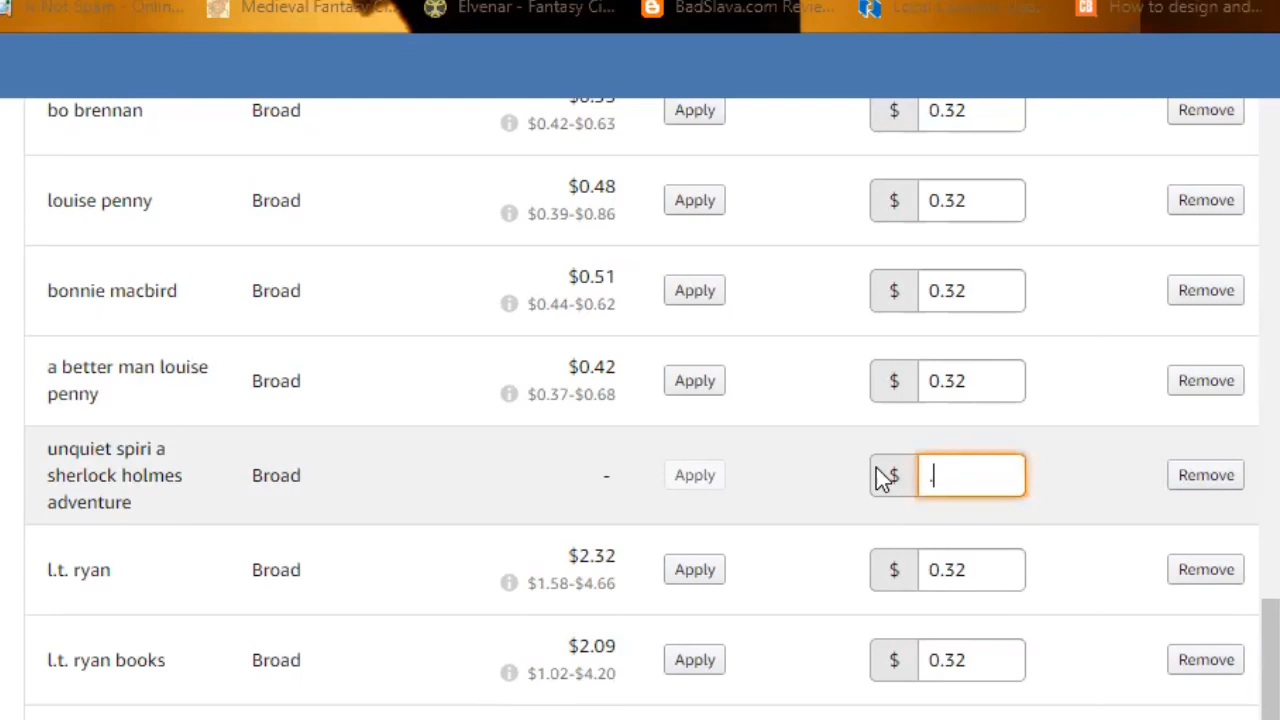 Not Spam - Onlin...
Medieval Fantasy Ci...
Elvenar - Fantasy Ci...
BadSlava.com Revie...
How to design and...
bo brennan
Broad
$0.42-$0.63
Apply
$ 0.32
Remove
louise penny
Broad
$0.48
$0.39-$0.86
Apply
$ 0.32
Remove
bonnie macbird
Broad
$0.51
$0.44-$0.62
Apply
$ 0.32
Remove
a better man louise
penny
Broad
$0.42
$0.37-$0.68
Apply
$ 0.32
Remove
unquiet spiri a
sherlock holmes
adventure
Broad
-
Apply
$ .
Remove
l.t. ryan
Broad
$2.32
$1.58-$4.66
Apply
$ 0.32
Remove
l.t. ryan books
Broad
$2.09
$1.02-$4.20
Apply
$ 0.32
Remove